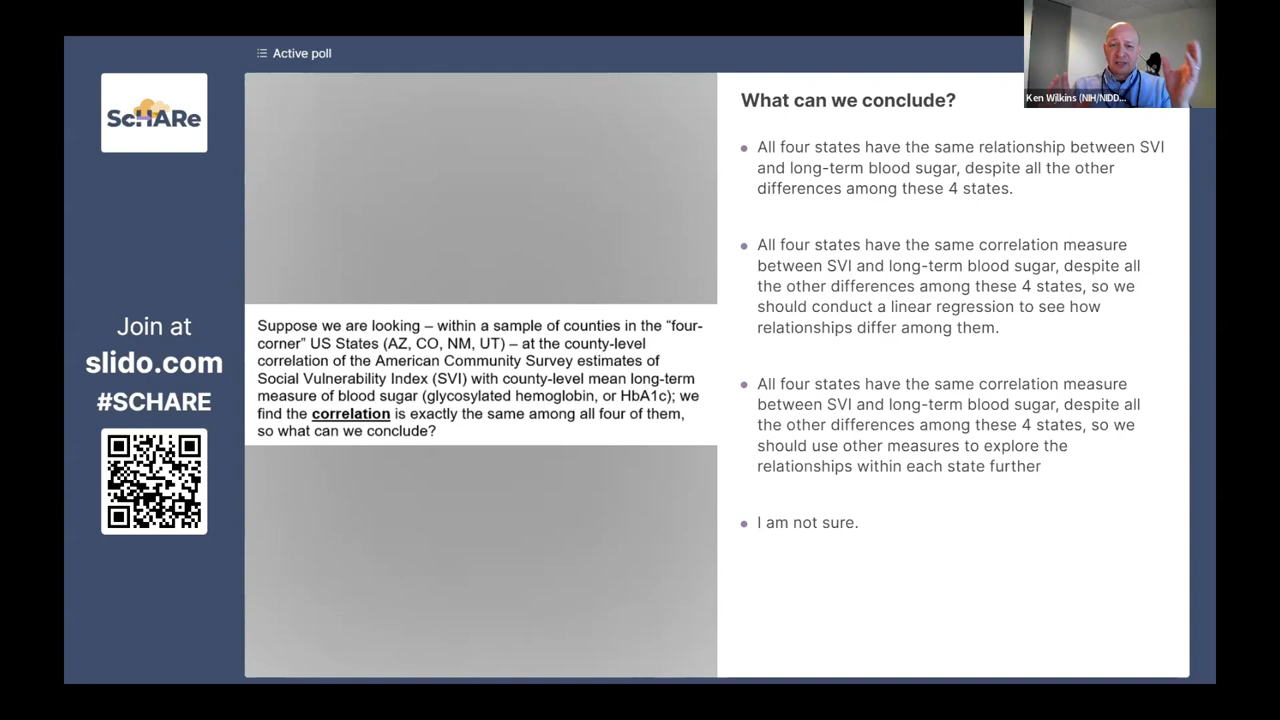 Active poll
ScHARe
Join at
slido.com
#SCHARE
Suppose we are looking – within a sample of counties in the “four-
corner” US States (AZ, CO, NM, UT) – at the county-level
correlation of the American Community Survey estimates of
Social Vulnerability Index (SVI) with county-level mean long-term
measure of blood sugar (glycosylated hemoglobin, or HbA1c); we
find the correlation is exactly the same among all four of them,
so what can we conclude?
What can we conclude?
All four states have the same relationship between SVI
and long-term blood sugar, despite all the other
differences among these 4 states.
All four states have the same correlation measure
between SVI and long-term blood sugar, despite all
the other differences among these 4 states, so we
should conduct a linear regression to see how
relationships differ among them.
All four states have the same correlation measure
between SVI and long-term blood sugar, despite all
the other differences among these 4 states, so we
should use other measures to explore the
relationships within each state further
I am not sure.
Ken Wilkins (NIH/NIDD...